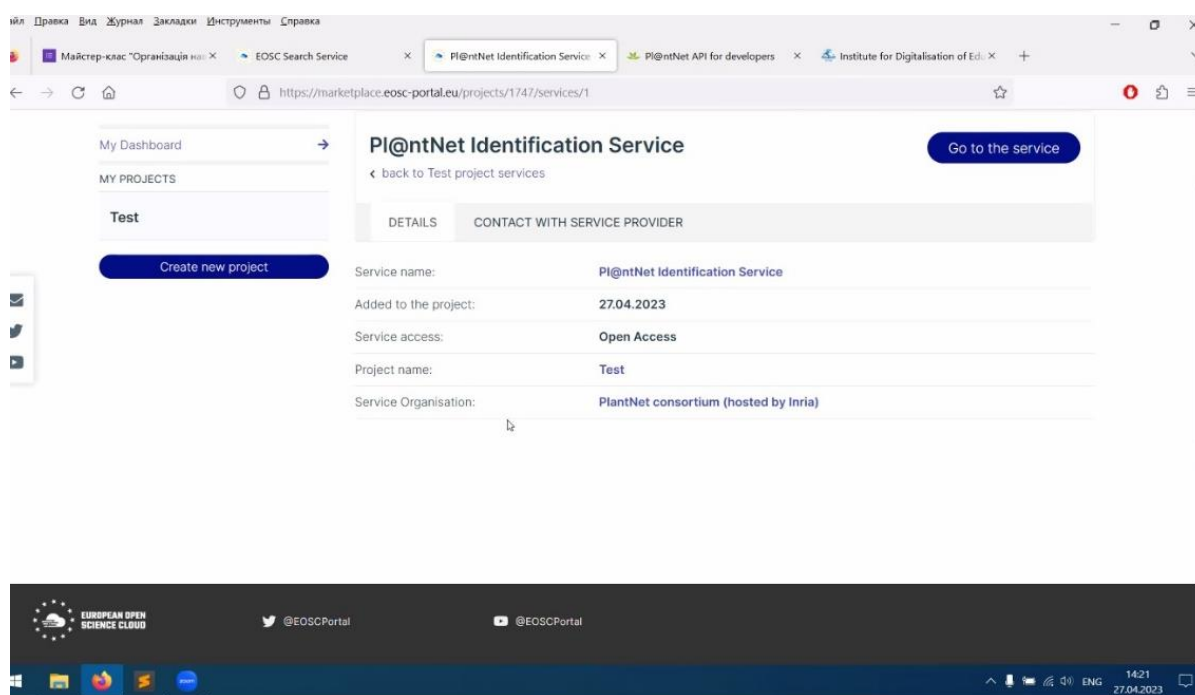 айл Правка Вид Журнал Закладки Инструменты Справка
Майстер-клас "Організація на
EOSC Search Service
Pl@ntNet Identification Service
Pl@ntNet API for developers
Institute for Digitalisation of Edu
https://marketplace.eosc-portal.eu/projects/1747/services/1
My Dashboard
MY PROJECTS
Test
Create new project
Pl@ntNet Identification Service
Go to the service
back to Test project services
DETAILS CONTACT WITH SERVICE PROVIDER
Service name: Pl@ntNet Identification Service
Added to the project: 27.04.2023
Service access: Open Access
Project name: Test
Service Organisation: PlantNet consortium (hosted by Inria)
EUROPEAN OPEN
SCIENCE CLOUD
@EOSCPortal
@EOSCPortal
zoom
ENG
14:21
27.04.2023